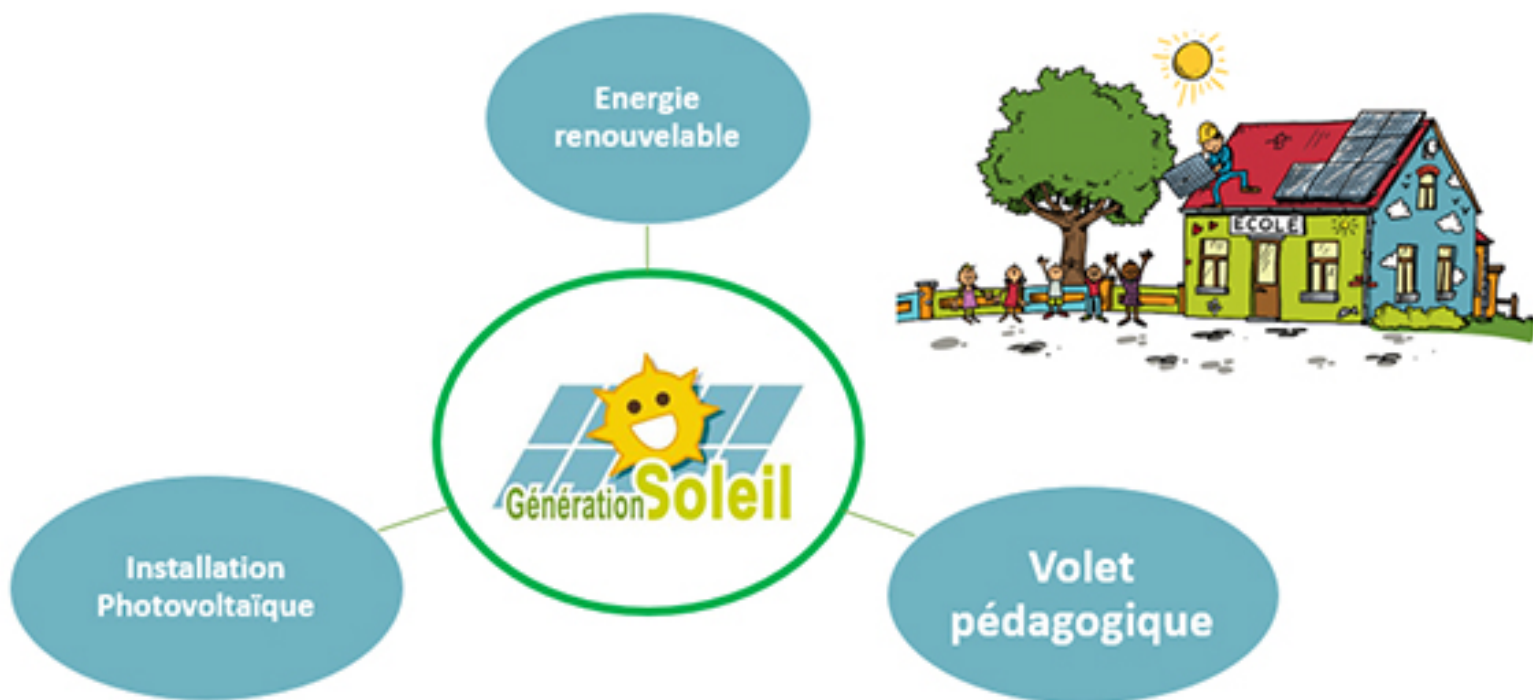 Energie
renouvelable
ECOLE
Génération Soleil
Installation
Photovoltaïque
Volet
pédagogique